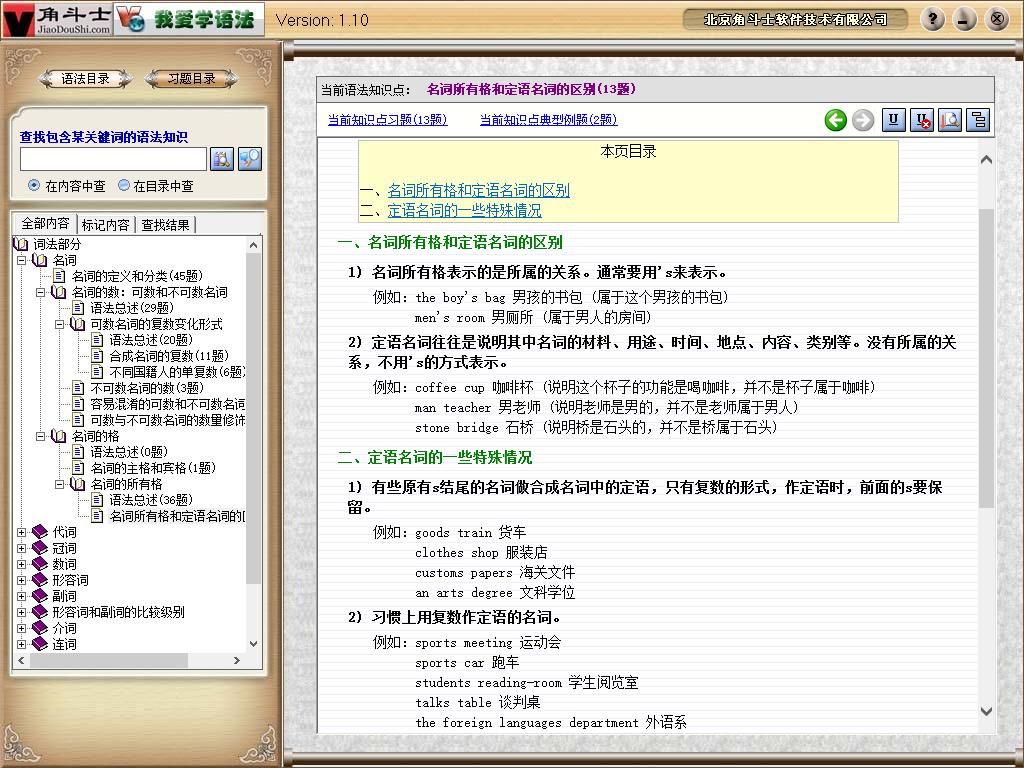 角斗士
JiaoDouShi.com
我爱学语法
Version: 1.10
北京角斗士软件技术有限公司
语法目录
习题目录
查找包含某关键词的语法知识
在内容中查
在目录中查
全部内容
标记内容
查找结果
词法部分
名词
名词的定义和分类(45题)
名词的数: 可数和不可数名词
语法总述(29题)
可数名词的复数变化形式
语法总述(20题)
合成名词的复数(11题)
不同国籍人的单复数(6题)
不可数名词的数(3题)
容易混淆的可数和不可数名词
可数与不可数名词的数量修饰
名词的格
语法总述(0题)
名词的主格和宾格(1题)
名词的所有格
语法总述(36题)
名词所有格和定语名词的
代词
冠词
数词
形容词
副词
形容词和副词的比较级别
介词
连词
当前语法知识点: 名词所有格和定语名词的区别(13题)
当前知识点习题(13题)
当前知识点典型例题(2题)
本页目录
一、名词所有格和定语名词的区别
二、定语名词的一些特殊情况
一、名词所有格和定语名词的区别
1) 名词所有格表示的是所属的关系。通常要用's来表示。
例如: the boy's bag 男孩的书包 (属于这个男孩的书包)
men's room 男厕所 (属于男人的房间)
2) 定语名词往往是说明其中名词的材料、用途、时间、地点、内容、类别等。没有所属的关
系，不用's的方式表示。
例如: coffee cup 咖啡杯 (说明这个杯子的功能是喝咖啡，并不是杯子属于咖啡)
man teacher 男老师 (说明老师是男的，并不是老师属于男人)
stone bridge 石桥 (说明桥是石头的，并不是桥属于石头)
二、定语名词的一些特殊情况
1) 有些原有s结尾的名词做合成名词中的定语，只有复数的形式，作定语时，前面的s要保
留。
例如: goods train 货车
clothes shop 服装店
customs papers 海关文件
an arts degree 文科学位
2) 习惯上用复数作定语的名词。
例如: sports meeting 运动会
sports car 跑车
students reading-room 学生阅览室
talks table 谈判桌
the foreign languages department 外语系